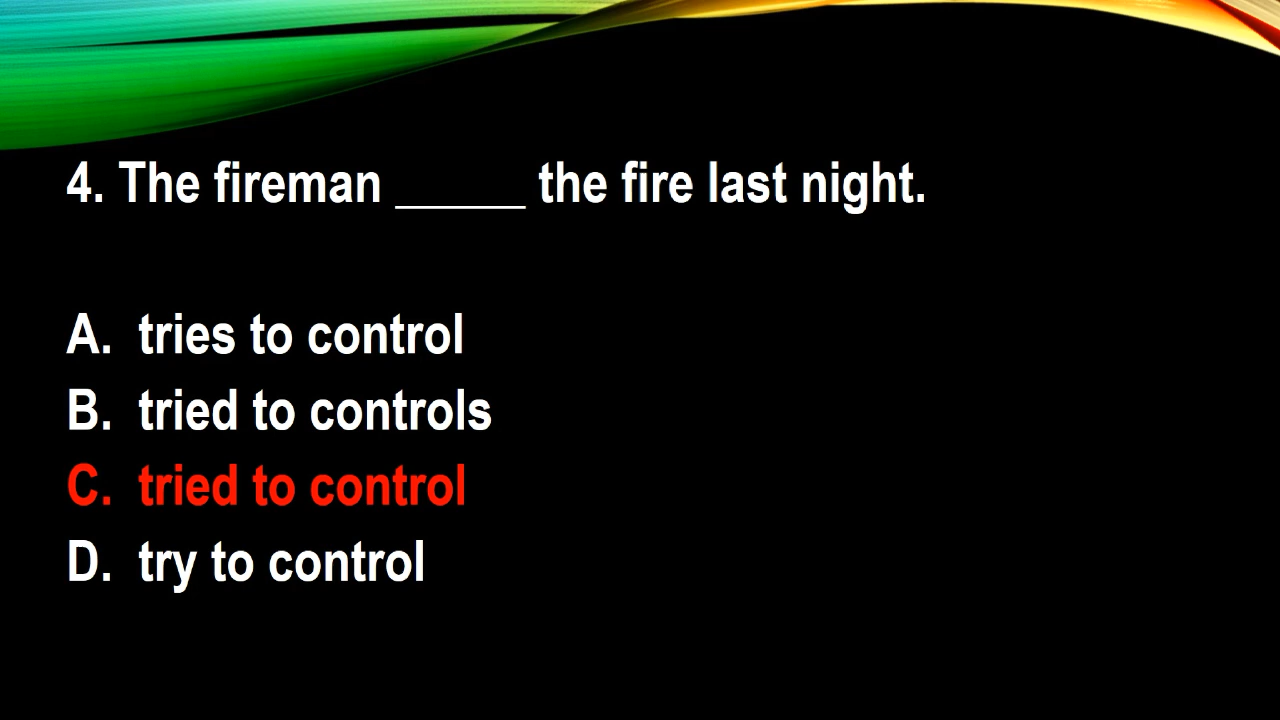 4. The fireman _____ the fire last night.
A. tries to control
B. tried to controls
C. tried to control
D. try to control